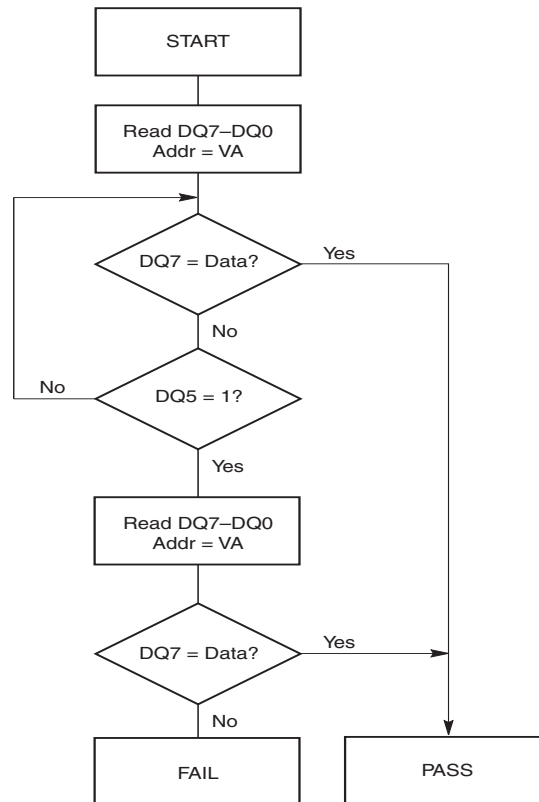 START
Read DQ7–DQ0
Addr = VA
DQ7 = Data?
Yes
No
No
DQ5 = 1?
Yes
Read DQ7–DQ0
Addr = VA
DQ7 = Data?
Yes
No
FAIL
PASS